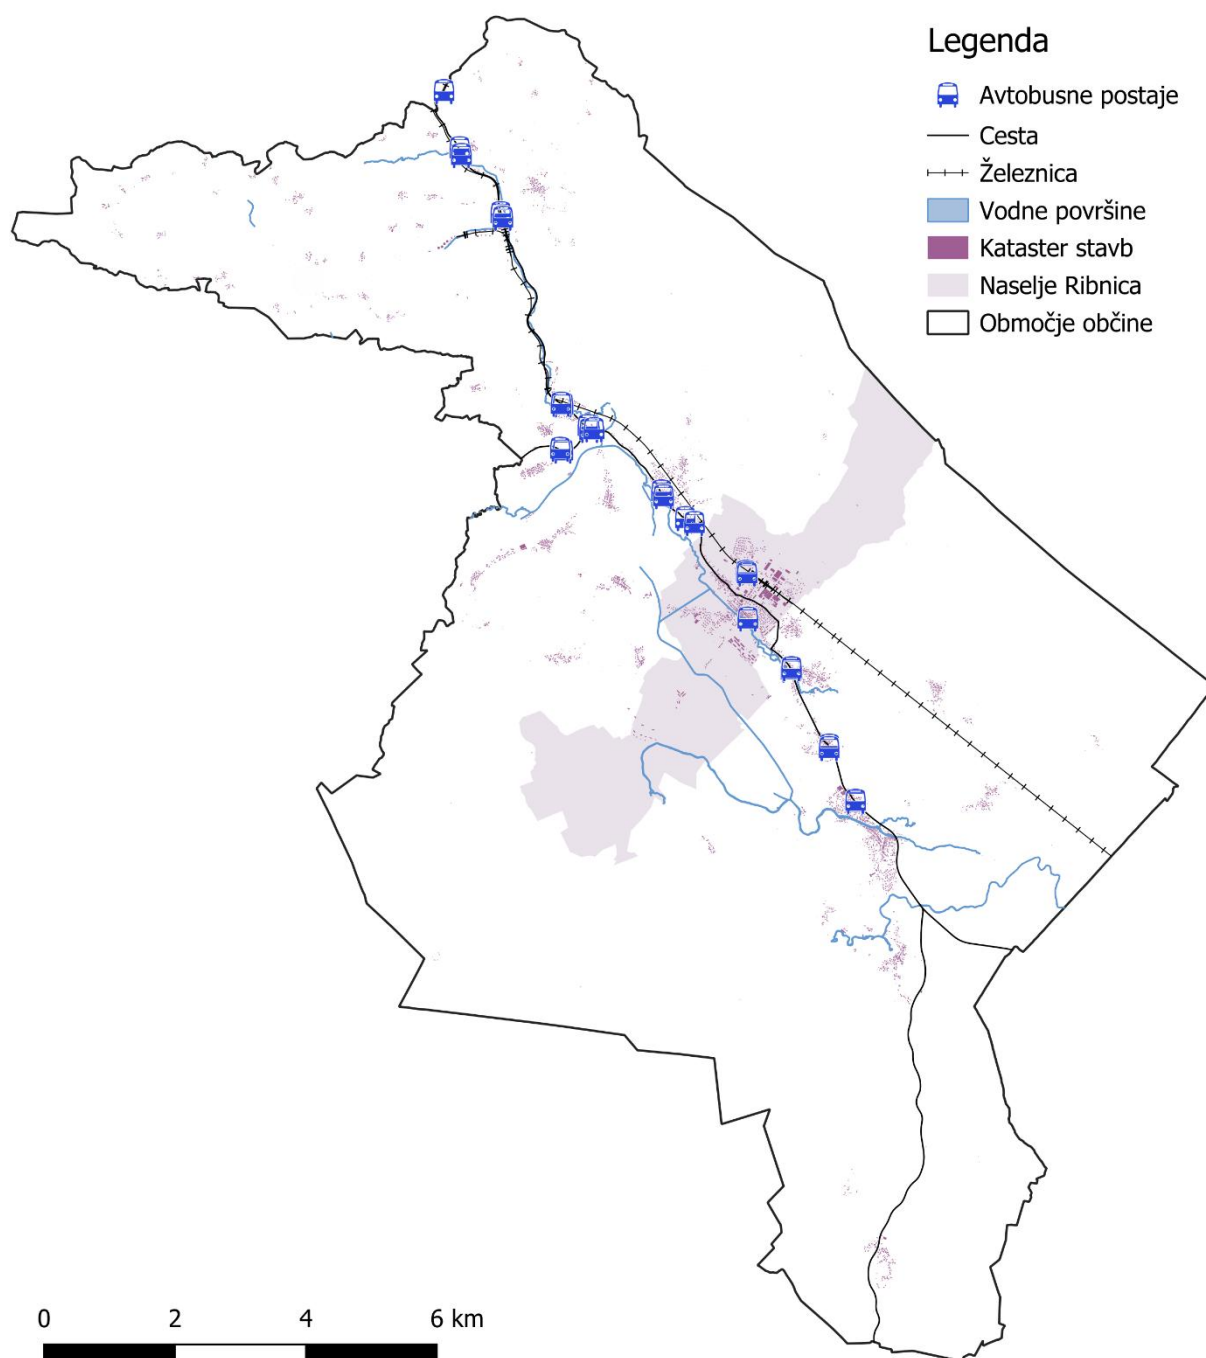 Legenda
Avtobusne postaje
Cesta
Železnica
Vodne površine
Kataster stavb
Naselje Ribnica
Območje občine
0 2 4 6 km